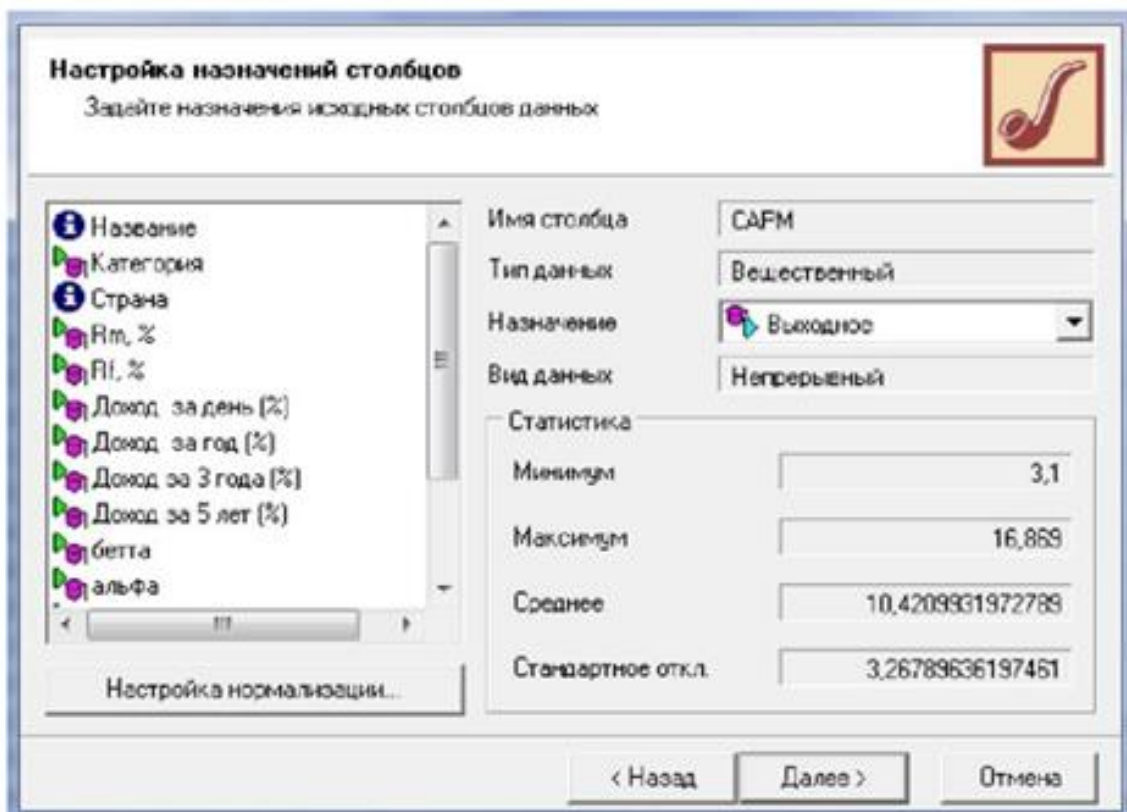 Настройка назначений столбцов
Задайте назначения исходных столбцов данных
Название
Категория
Страна
Rm, %
Rf, %
Доход за день (%)
Доход за год (%)
Доход за 3 года (%)
Доход за 5 лет (%)
бетта
альфа
Настройка нормализации...
Имя столбца
CAPM
Тип данных
Вещественный
Назначение
Выходное
Вид данных
Непрерывный
Статистика
Минимум
3,1
Максимум
16,869
Среднее
10,4209931972789
Стандартное откл.
3,26789636197461
< Назад
Далее >
Отмена